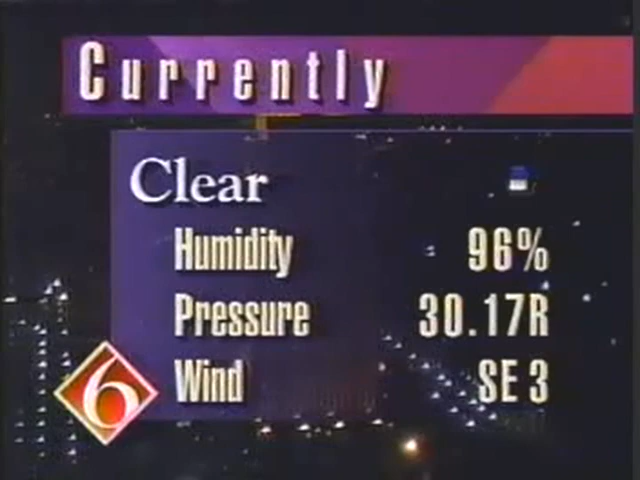 Currently
Clear
Humidity 96%
Pressure 30.17R
Wind SE 3
6